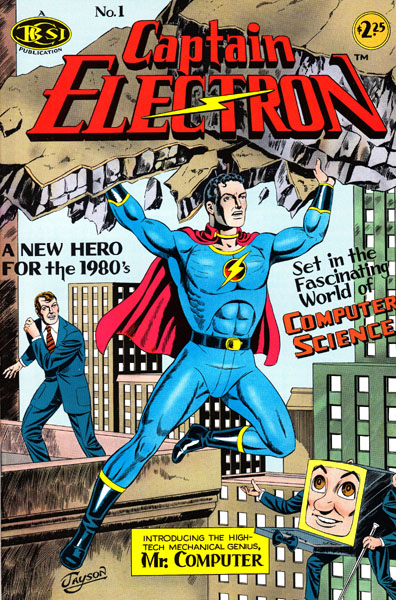 A
BCSI
PUBLICATION
No.1
$2.25
Captain
ELECTRON
TM
A NEW HERO
FOR the 1980's
Set in the
Fascinating
World of
COMPUTER
SCIENCE
INTRODUCING THE HIGH-
TECH MECHANICAL GENIUS,
MR. COMPUTER
JAYSON